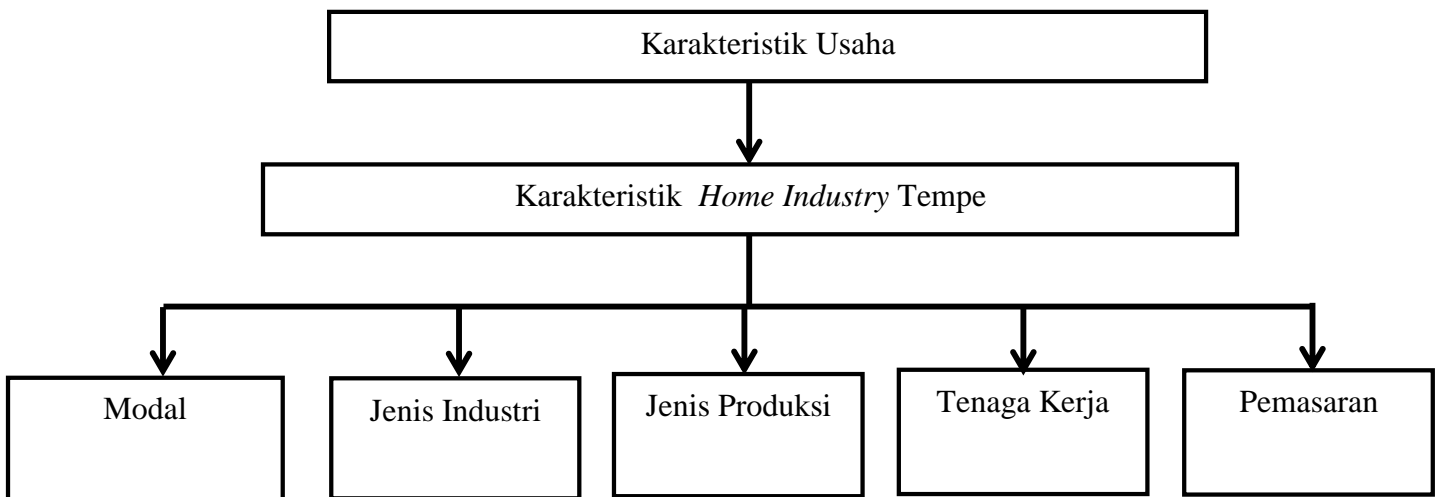 Karakteristik Usaha
Karakteristik Home Industry Tempe
Modal
Jenis Industri
Jenis Produksi
Tenaga Kerja
Pemasaran